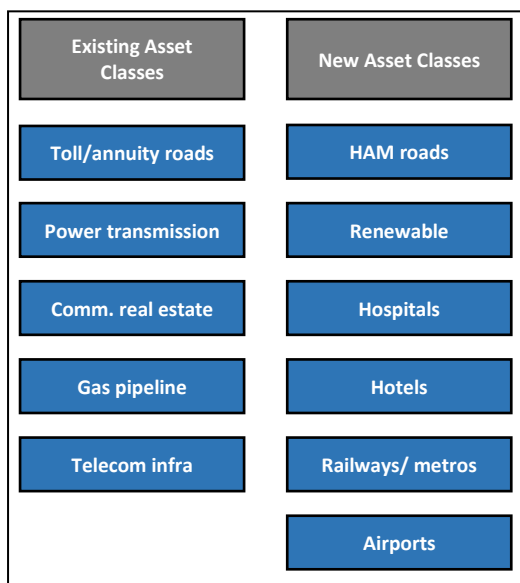 Existing Asset
Classes
New Asset Classes
Toll/annuity roads
HAM roads
Power transmission
Renewable
Comm. real estate
Hospitals
Gas pipeline
Hotels
Telecom infra
Railways/ metros
Airports